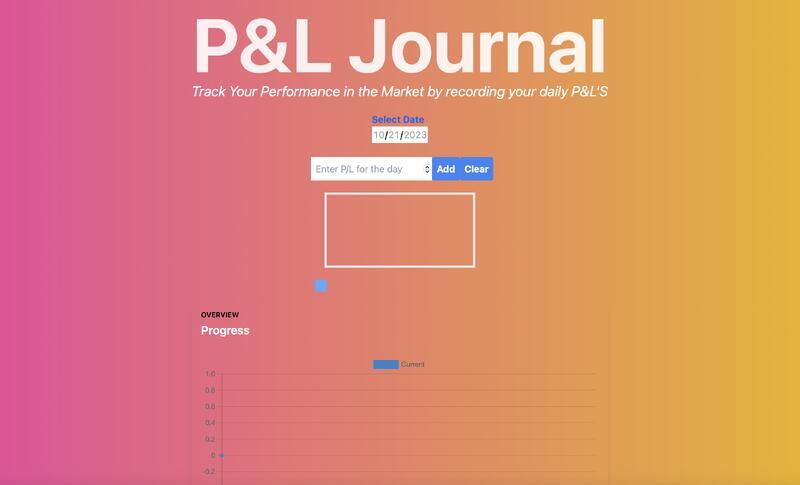 P&L Journal
Track Your Performance in the Market by recording your daily P&L'S
Select Date
10/21/2023
Enter P/L for the day Add Clear
OVERVIEW
Progress
Current
1.0
0.8
0.6
0.4
0.2
0
-0.2